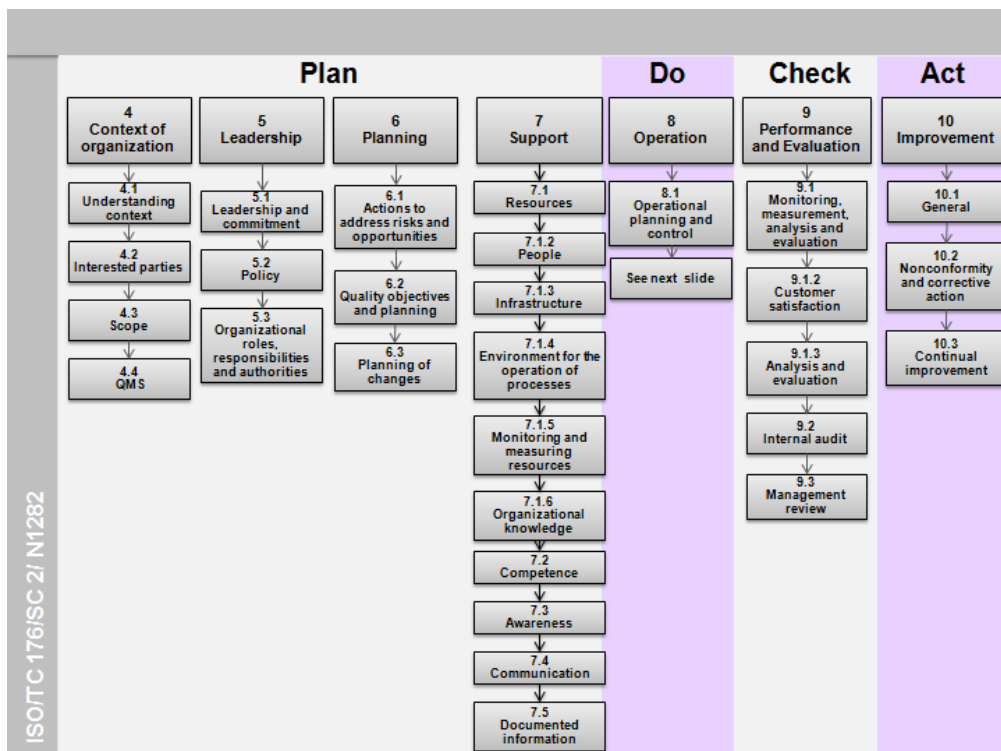 Plan
Do
Check
Act
4
Context of
organization
4.1
Understanding
context
4.2
Interested parties
4.3
Scope
4.4
QMS
5
Leadership
5.1
Leadership and
commitment
5.2
Policy
5.3
Organizational
roles,
responsibilities
and authorities
6
Planning
6.1
Actions to
address risks and
opportunities
6.2
Quality objectives
and planning
6.3
Planning of
changes
7
Support
7.1
Resources
7.1.2
People
7.1.3
Infrastructure
7.1.4
Environment for the
operation of
processes
7.1.5
Monitoring and
measuring
resources
7.1.6
Organizational
knowledge
7.2
Competence
7.3
Awareness
7.4
Communication
7.5
Documented
information
8
Operation
8.1
Operational
planning and
control
See next slide
9
Performance
and Evaluation
9.1
Monitoring,
measurement,
analysis and
evaluation
9.1.2
Customer
satisfaction
9.1.3
Analysis and
evaluation
9.2
Internal audit
9.3
Management
review
10
Improvement
10.1
General
10.2
Nonconformity
and corrective
action
10.3
Continual
improvement
ISO/TC 176/SC 2/ N1282